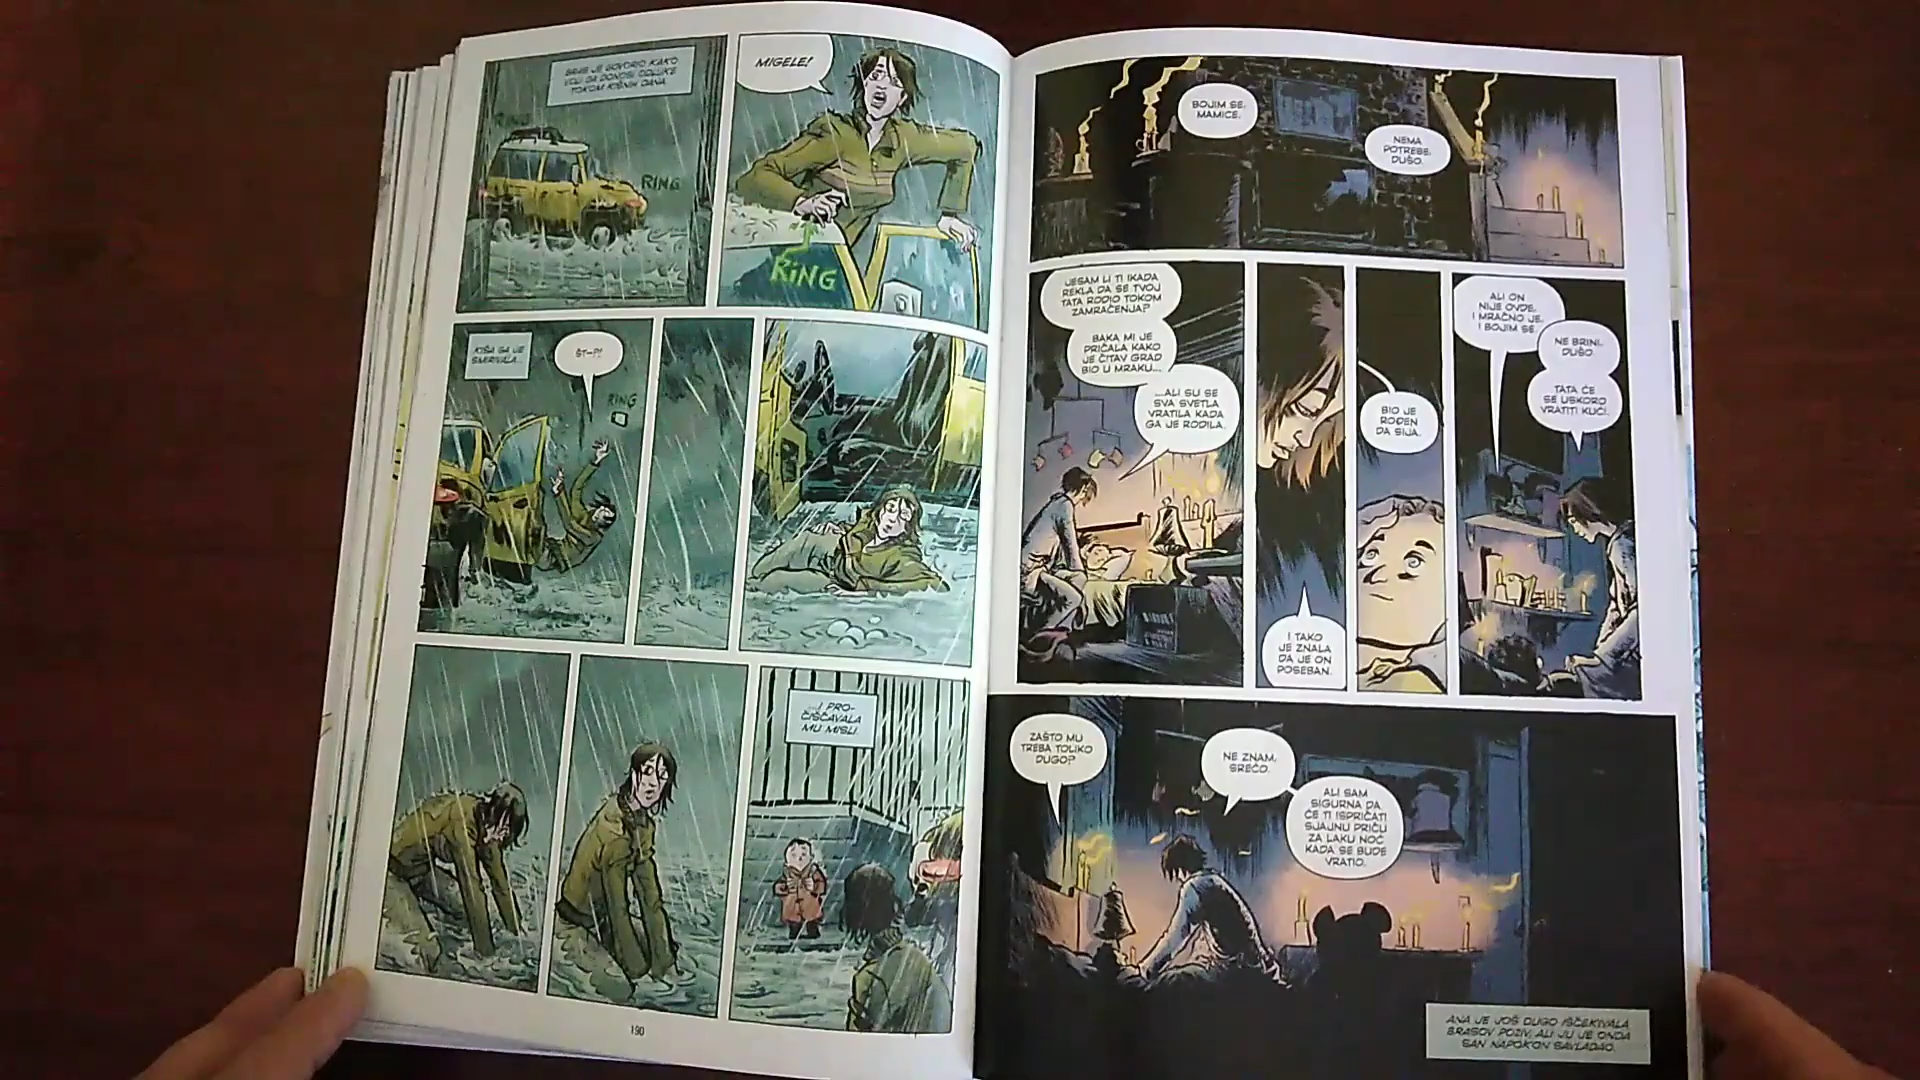 BRAS JE GOVORIO KAKO
VOLI DA DONOSI ODLUKE
TOKOM KIŠNIH DANA.
RING
RING
MIGELE!
RING
KIŠA GA JE
SMIRIVALA...
ŠT–?!
RING
PLOFT
...I PRO-
ČIŠĆAVALA
MU MISLI.
190
BOJIM SE,
MAMICE.
NEMA
POTREBE,
DUŠO.
JESAM LI TI IKADA
REKLA DA SE TVOJ
TATA RODIO TOKOM
ZAMRAČENJA?
BAKA MI JE
PRIČALA KAKO
JE ČITAV GRAD
BIO U MRAKU...
...ALI SU SE
SVA SVETLA
VRATILA KADA
GA JE RODILA.
I TAKO
JE ZNALA
DA JE ON
POSEBAN.
BIO JE
ROĐEN
DA SIJA.
ALI ON
NIJE OVDE,
I MRAČNO JE,
I BOJIM SE.
NE BRINI,
DUŠO.
TATA ĆE
SE USKORO
VRATITI KUĆI.
ZAŠTO MU
TREBA TOLIKO
DUGO?
NE ZNAM,
SREĆO.
ALI SAM
SIGURNA DA
ĆE TI ISPRIČATI
SJAJNU PRIČU
ZA LAKU NOĆ
KADA SE BUDE
VRATIO.
ANA JE JOŠ DUGO IŠČEKIVALA
BRASOV POZIV, ALI JU JE ONDA
SAN NAPOKON SAVLADAO.